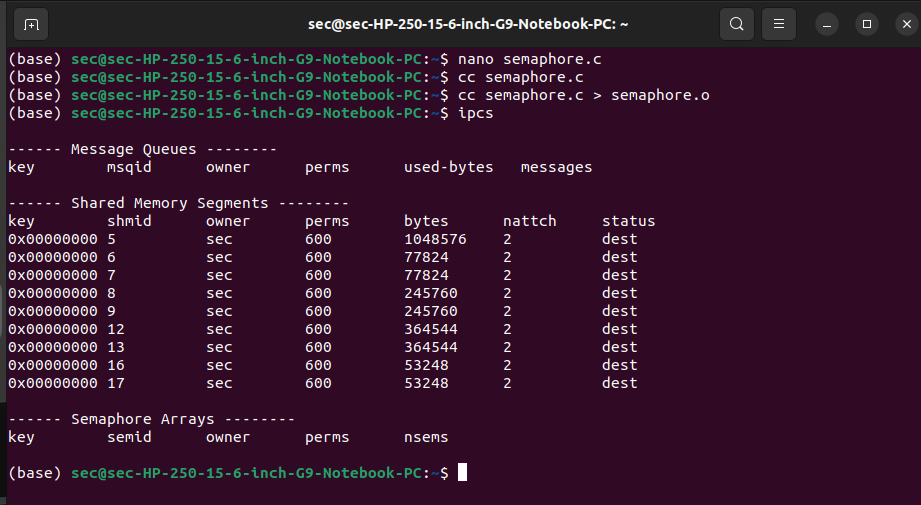 sec@sec-HP-250-15-6-inch-G9-Notebook-PC: ~
(base) sec@sec-HP-250-15-6-inch-G9-Notebook-PC:~$ nano semaphore.c
(base) sec@sec-HP-250-15-6-inch-G9-Notebook-PC:~$ cc semaphore.c
(base) sec@sec-HP-250-15-6-inch-G9-Notebook-PC:~$ cc semaphore.c > semaphore.o
(base) sec@sec-HP-250-15-6-inch-G9-Notebook-PC:~$ ipcs
------ Message Queues --------
key        msqid      owner      perms      used-bytes   messages
------ Shared Memory Segments --------
key        shmid      owner      perms      bytes      nattch     status
0x00000000 5          sec        600        1048576    2          dest
0x00000000 6          sec        600        77824      2          dest
0x00000000 7          sec        600        77824      2          dest
0x00000000 8          sec        600        245760     2          dest
0x00000000 9          sec        600        245760     2          dest
0x00000000 12         sec        600        364544     2          dest
0x00000000 13         sec        600        364544     2          dest
0x00000000 16         sec        600        53248      2          dest
0x00000000 17         sec        600        53248      2          dest
------ Semaphore Arrays --------
key        semid      owner      perms      nsems
(base) sec@sec-HP-250-15-6-inch-G9-Notebook-PC:~$